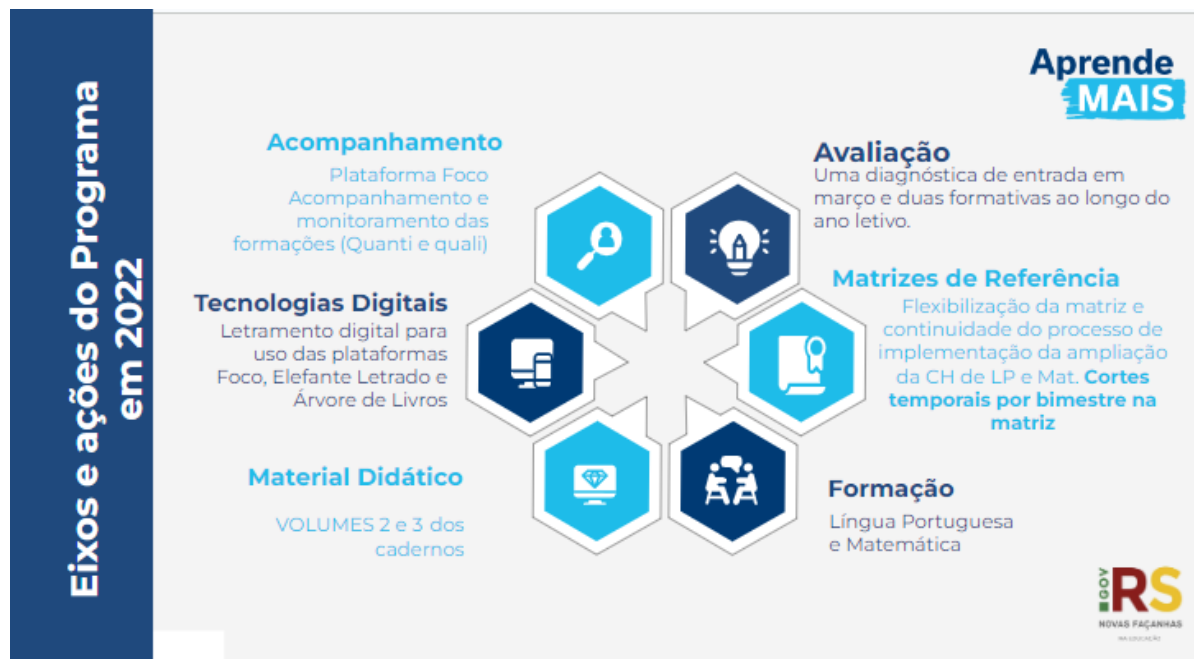 Eixos e ações do Programa
em 2022
Aprende
MAIS
Acompanhamento
Plataforma Foco
Acompanhamento e
monitoramento das
formações (Quanti e quali)
Avaliação
Uma diagnóstica de entrada em
março e duas formativas ao longo do
ano letivo.
Tecnologias Digitais
Letramento digital para
uso das plataformas
Foco, Elefante Letrado e
Árvore de Livros
Matrizes de Referência
Flexibilização da matriz e
continuidade do processo de
implementação da ampliação
da CH de LP e Mat. Cortes
temporais por bimestre na
matriz
Material Didático
VOLUMES 2 e 3 dos
cadernos
Formação
Língua Portuguesa
e Matemática
GOV
RS
NOVAS FAÇANHAS
NA EDUCAÇÃO